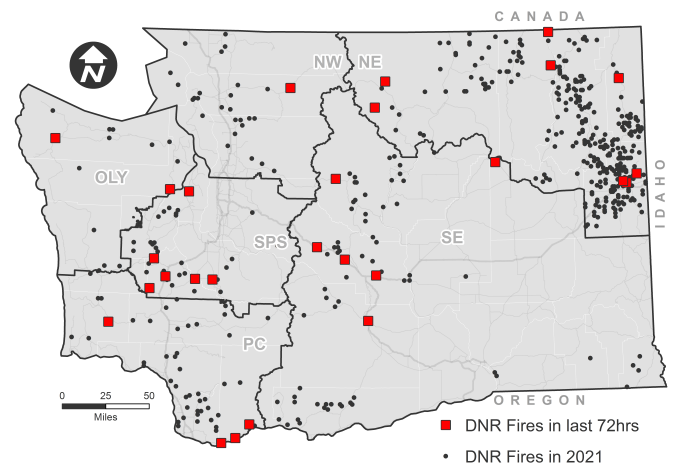 CANADA
NW NE
N
OLY
IDAHO
SPS
SE
PC
0 25 50
Miles
OREGON
DNR Fires in last 72hrs
DNR Fires in 2021